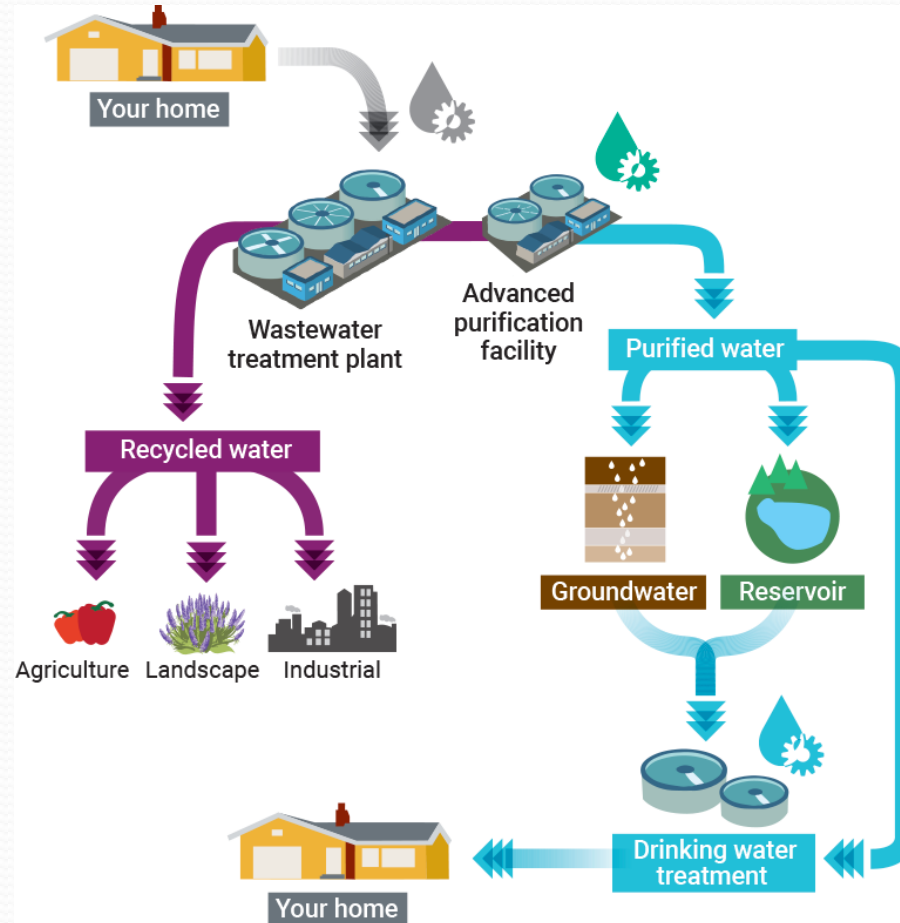 Your home
Wastewater
treatment plant
Advanced
purification
facility
Purified water
Recycled water
Groundwater
Reservoir
Agriculture
Landscape
Industrial
Drinking water
treatment
Your home